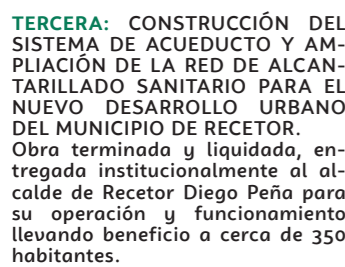 TERCERA: CONSTRUCCIÓN DEL
SISTEMA DE ACUEDUCTO Y AM-
PLIACIÓN DE LA RED DE ALCAN-
TARILLADO SANITARIO PARA EL
NUEVO DESARROLLO URBANO
DEL MUNICIPIO DE RECETOR.
Obra terminada y liquidada, en-
tregada institucionalmente al al-
calde de Recetor Diego Peña para
su operación y funcionamiento
llevando beneficio a cerca de 350
habitantes.